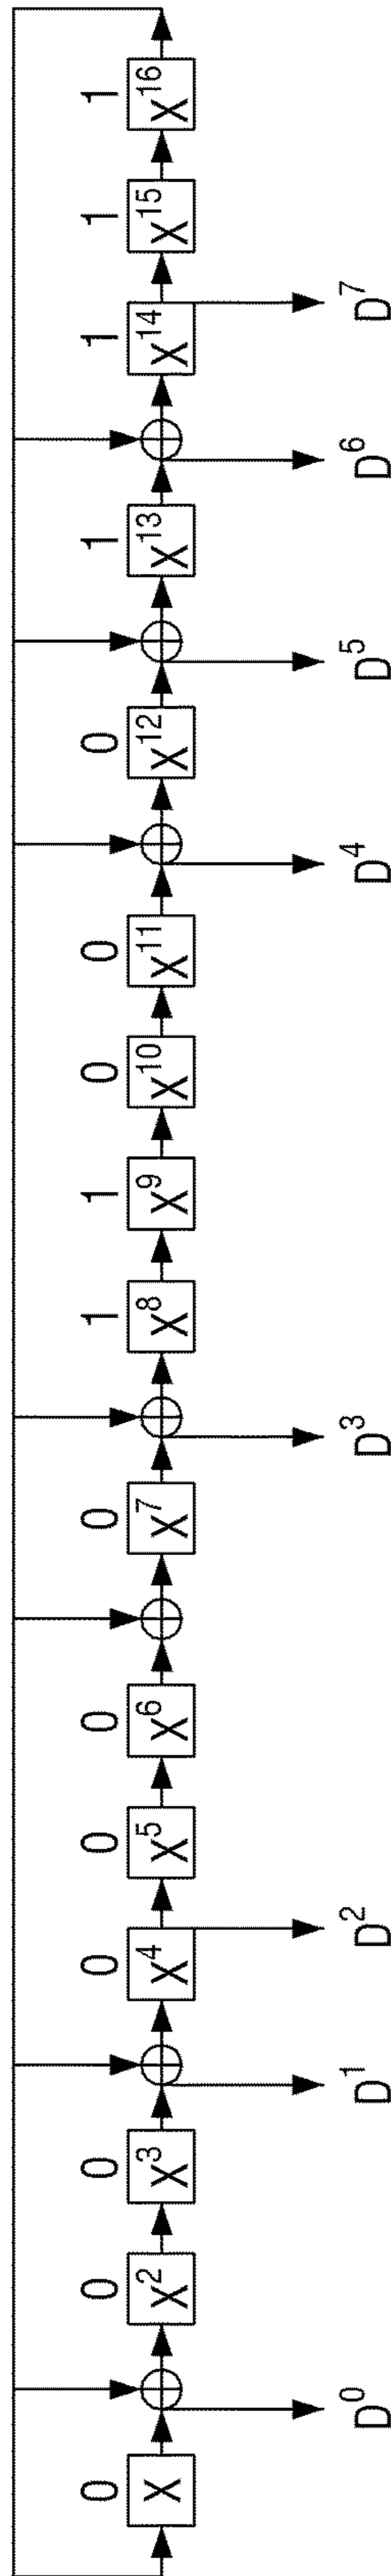 0 0 0 0 0 0 0 1 1 0 0 0 1 1 1 1
X X² X³ X⁴ X⁵ X⁶ X⁷ X⁸ X⁹ X¹⁰ X¹¹ X¹² X¹³ X¹⁴ X¹⁵ X¹⁶
D⁰ D¹ D² D³ D⁴ D⁵ D⁶ D⁷